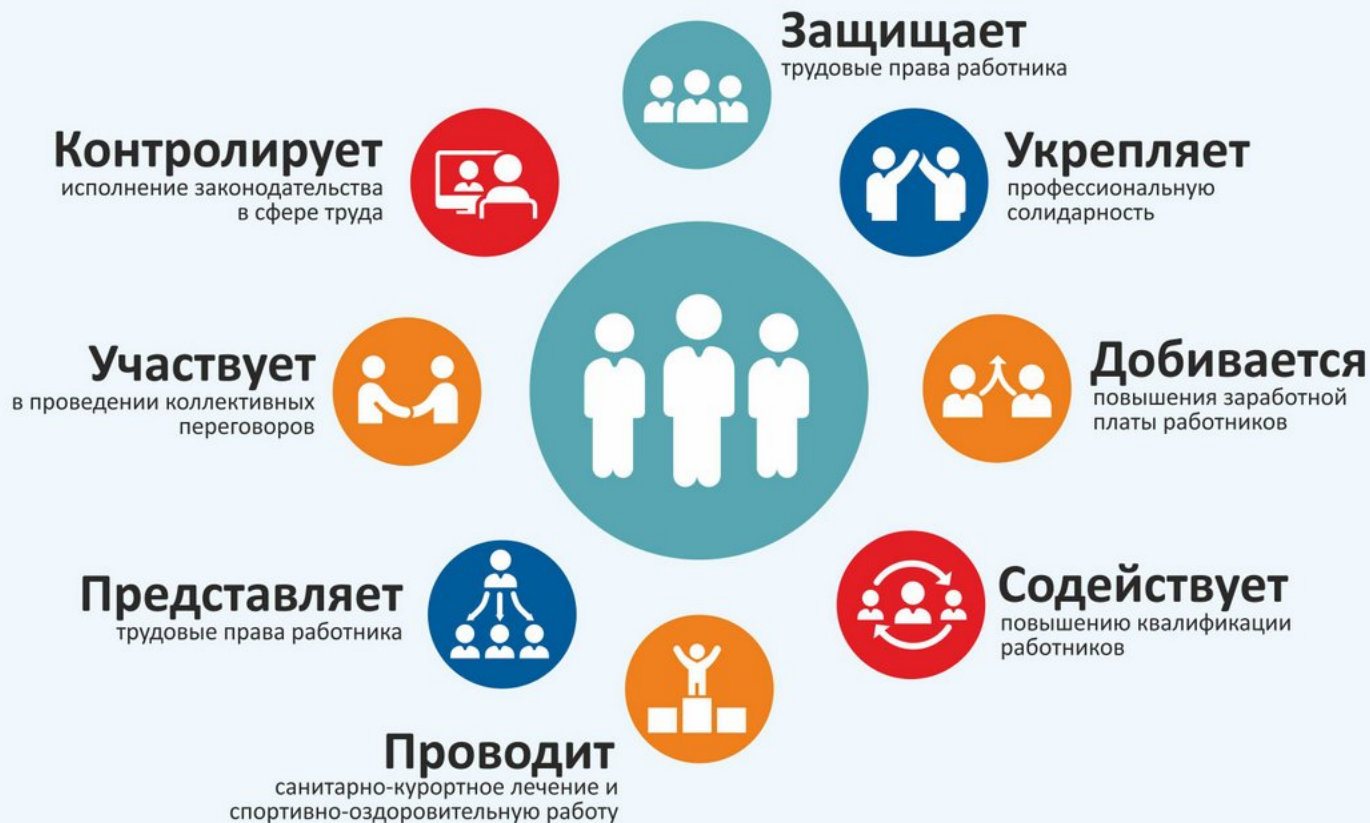 Защищает
трудовые права работника
Укрепляет
профессиональную
солидарность
Добивается
повышения заработной
платы работников
Содействует
повышению квалификации
работников
Проводит
санитарно-курортное лечение и
спортивно-оздоровительную работу
Представляет
трудовые права работника
Участвует
в проведении коллективных
переговоров
Контролирует
исполнение законодательства
в сфере труда